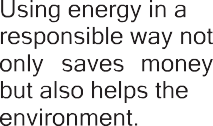 Using energy in a
responsible way not
only saves money
but also helps the
environment.